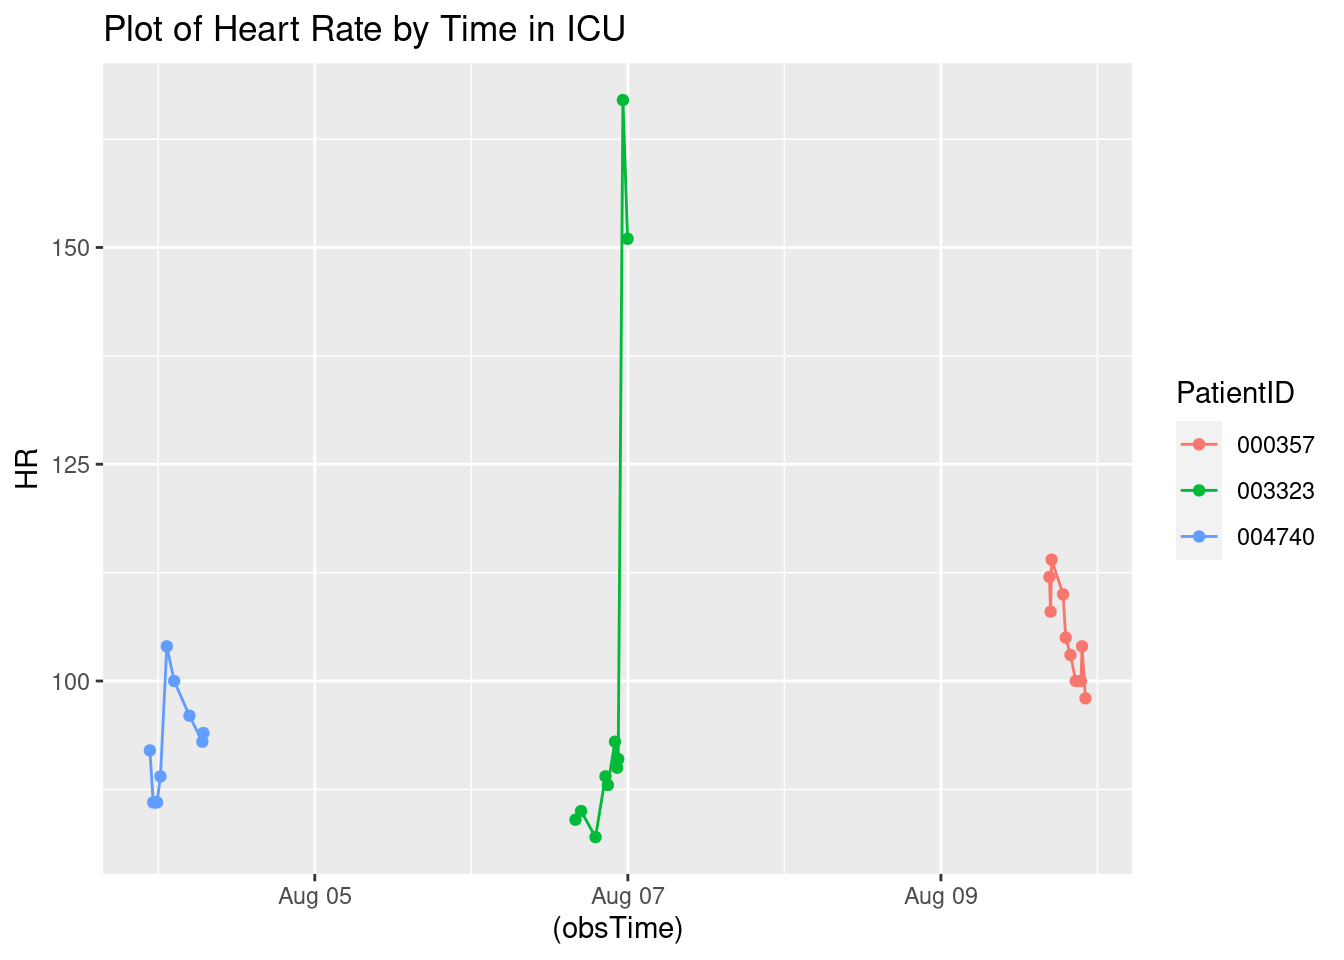 Plot of Heart Rate by Time in ICU
HR
150
125
100
Aug 05
Aug 07
Aug 09
(obsTime)
PatientID
000357
003323
004740